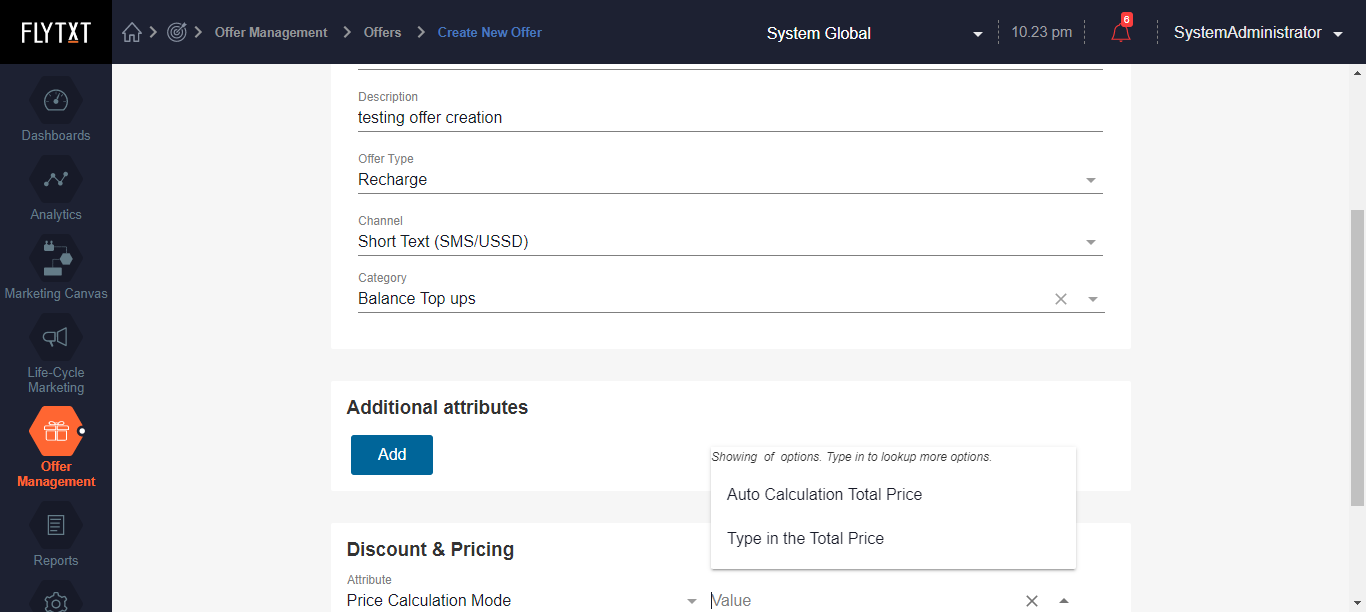 FLYTXT
Offer Management
Offers
Create New Offer
System Global
10.23 pm
6
SystemAdministrator
Dashboards
Analytics
Marketing Canvas
Life-Cycle
Marketing
Offer
Management
Reports
Description
testing offer creation
Offer Type
Recharge
Channel
Short Text (SMS/USSD)
Category
Balance Top ups
Additional attributes
Add
Showing of options. Type in to lookup more options.
Auto Calculation Total Price
Type in the Total Price
Discount & Pricing
Attribute
Price Calculation Mode
Value